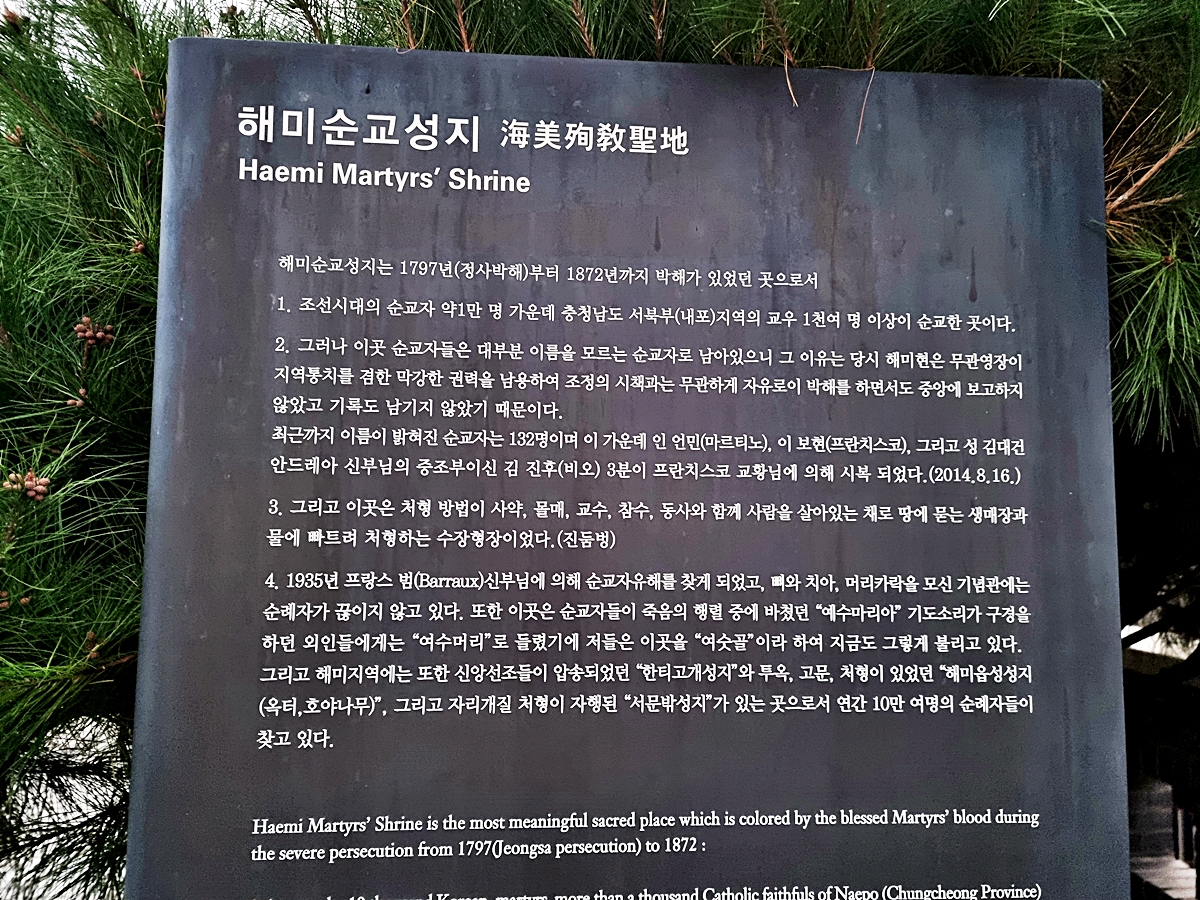 해미순교성지 海美殉敎聖地
Haemi Martyrs’ Shrine
해미순교성지는 1797년(정사박해)부터 1872년까지 박해가 있었던 곳으로서
1. 조선시대의 순교자 약1만 명 가운데 충청남도 서북부(내포)지역의 교우 1천여 명 이상이 순교한 곳이다.
2. 그러나 이곳 순교자들은 대부분 이름을 모르는 순교자로 남아있으니 그 이유는 당시 해미현은 무관영장이
지역통치를 겸한 막강한 권력을 남용하여 조정의 시책과는 무관하게 자유로이 박해를 하면서도 중앙에 보고하지
않았고 기록도 남기지 않았기 때문이다.
최근까지 이름이 밝혀진 순교자는 132명이며 이 가운데 인 언민(마르티노), 이 보현(프란치스코), 그리고 성 김대건
안드레아 신부님의 증조부이신 김 진후(비오) 3분이 프란치스코 교황님에 의해 시복 되었다.(2014.8.16.)
3. 그리고 이곳은 처형 방법이 사약, 몰매, 교수, 참수, 동사와 함께 사람을 살아있는 채로 땅에 묻는 생매장과
물에 빠트려 처형하는 수장형장이었다.(진둠벙)
4. 1935년 프랑스 범(Barraux)신부님에 의해 순교자유해를 찾게 되었고, 뼈와 치아, 머리카락을 모신 기념관에는
순례자가 끊이지 않고 있다. 또한 이곳은 순교자들이 죽음의 행렬 중에 바쳤던 “예수마리아” 기도소리가 구경을
하던 외인들에게는 “여수머리”로 들렸기에 저들은 이곳을 “여숫골”이라 하여 지금도 그렇게 불리고 있다.
그리고 해미지역에는 또한 신앙선조들이 압송되었던 “한티고개성지”와 투옥, 고문, 처형이 있었던 “해미읍성성지
(옥터,호야나무)”, 그리고 자리개질 처형이 자행된 “서문밖성지”가 있는 곳으로서 연간 10만 여명의 순례자들이
찾고 있다.
Haemi Martyrs’ Shrine is the most meaningful sacred place which is colored by the blessed Martyrs’ blood during
the severe persecution from 1797(Jeongsa persecution) to 1872 :
10 thousand Korean martyrs, more than a thousand Catholic faithfuls of Naepo (Chungcheong Province)